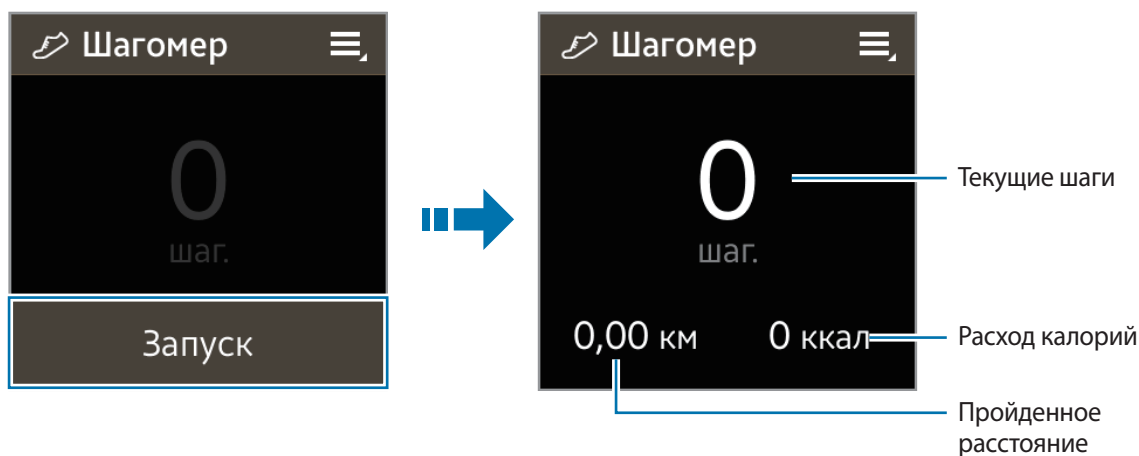 Шагомер
0
шаг.
Запуск
Шагомер
0
шаг.
0,00 км 0 ккал
Текущие шаги
Расход калорий
Пройденное
расстояние